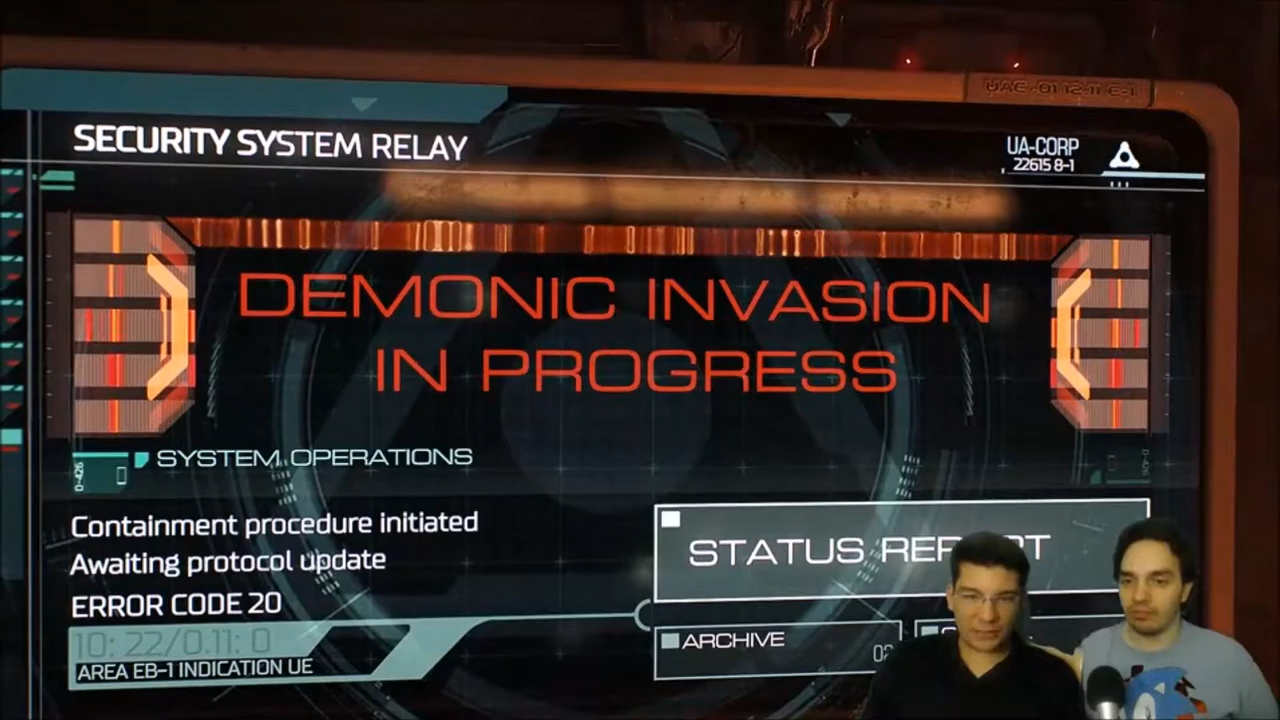 SECURITY SYSTEM RELAY
UA-CORP
22615 8-1
DEMONIC INVASION
IN PROGRESS
D-426
SYSTEM OPERATIONS
Containment procedure initiated
Awaiting protocol update
ERROR CODE 20
10: 22/0.11: 0
AREA EB-1 INDICATION UE
STATUS
ARCHIVE